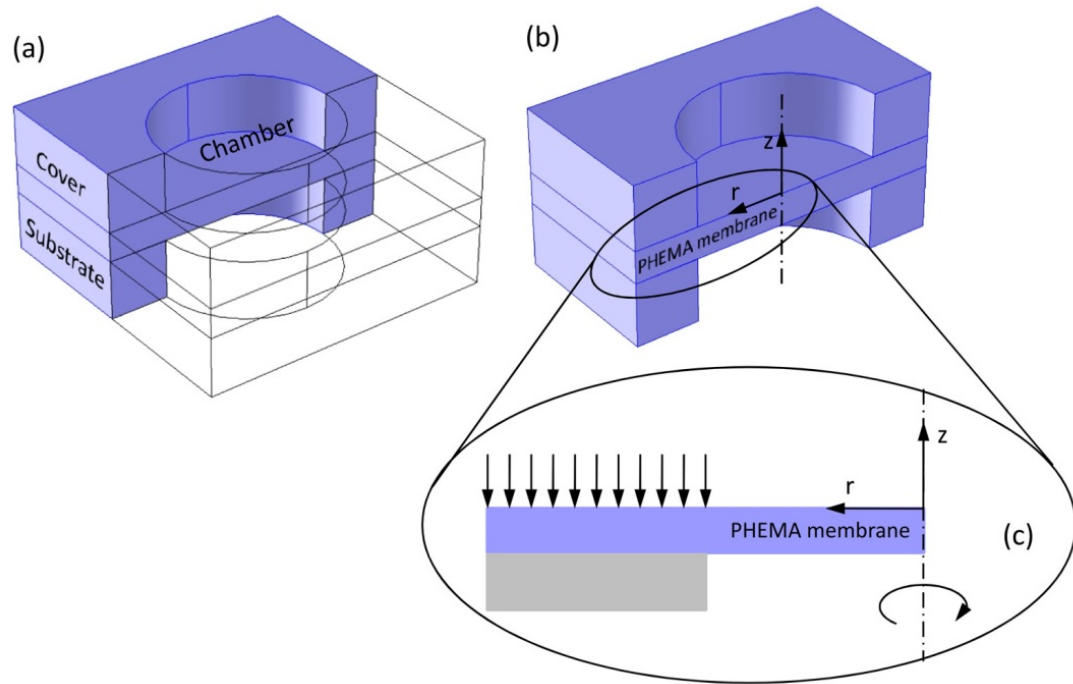 (a)
Chamber
Cover
Substrate
(b)
z
r
PHEMA membrane
z
r
PHEMA membrane
(c)